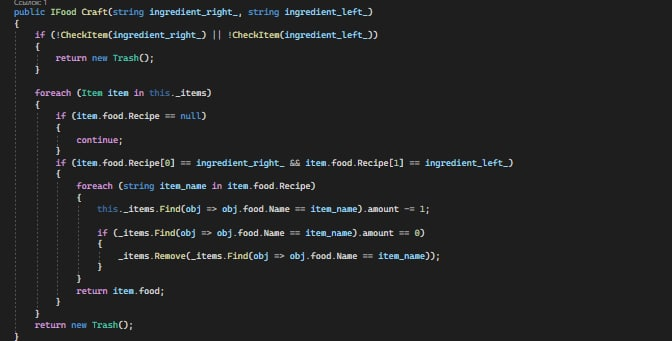 Ссылок: 1
public IFood Craft(string ingredient_right_, string ingredient_left_)
{
if (!CheckItem(ingredient_right_) || !CheckItem(ingredient_left_))
{
return new Trash();
}
foreach (Item item in this._items)
{
if (item.food.Recipe == null)
{
continue;
}
if (item.food.Recipe[0] == ingredient_right_ && item.food.Recipe[1] == ingredient_left_)
{
foreach (string item_name in item.food.Recipe)
{
this._items.Find(obj => obj.food.Name == item_name).amount -= 1;
if (_items.Find(obj => obj.food.Name == item_name).amount == 0)
{
_items.Remove(_items.Find(obj => obj.food.Name == item_name));
}
}
return item.food;
}
}
return new Trash();
}